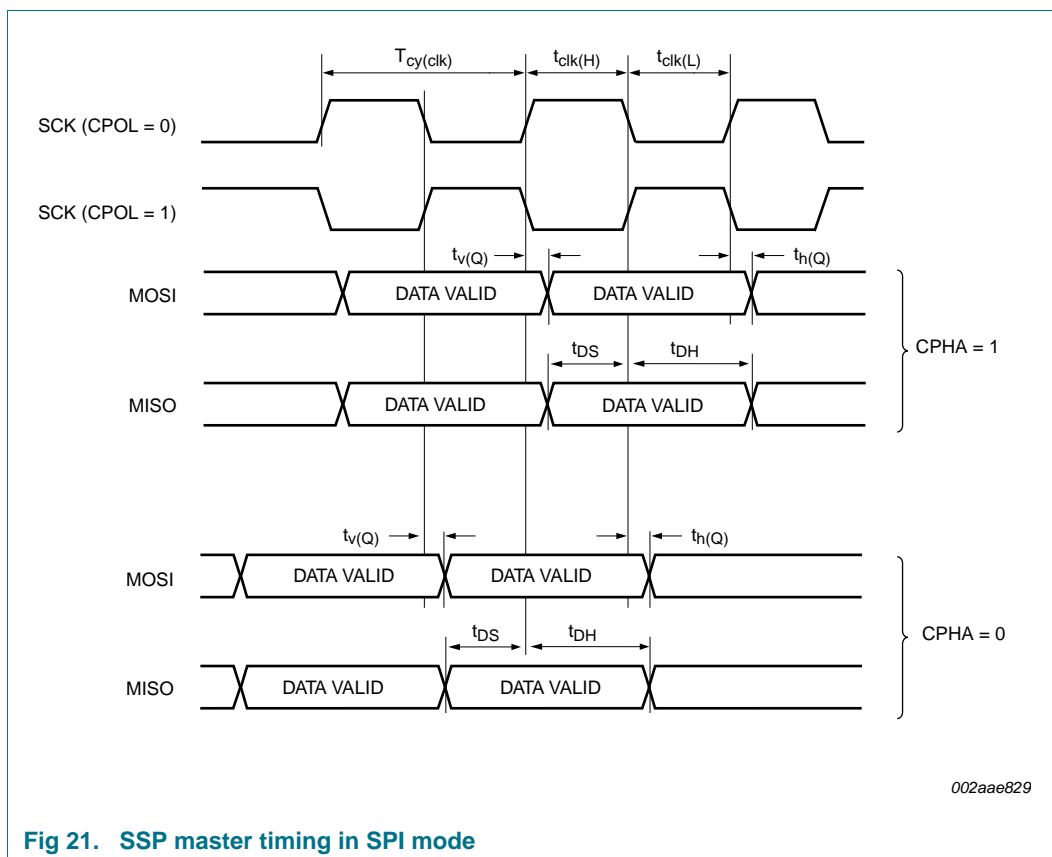 Tcy(clk) tclk(H) tclk(L)
SCK (CPOL = 0)
SCK (CPOL = 1)
tv(Q) th(Q)
MOSI DATA VALID DATA VALID
tDS tDH
CPHA = 1
MISO DATA VALID DATA VALID
tv(Q) th(Q)
MOSI DATA VALID DATA VALID
tDS tDH
CPHA = 0
MISO DATA VALID DATA VALID
002aae829
Fig 21. SSP master timing in SPI mode